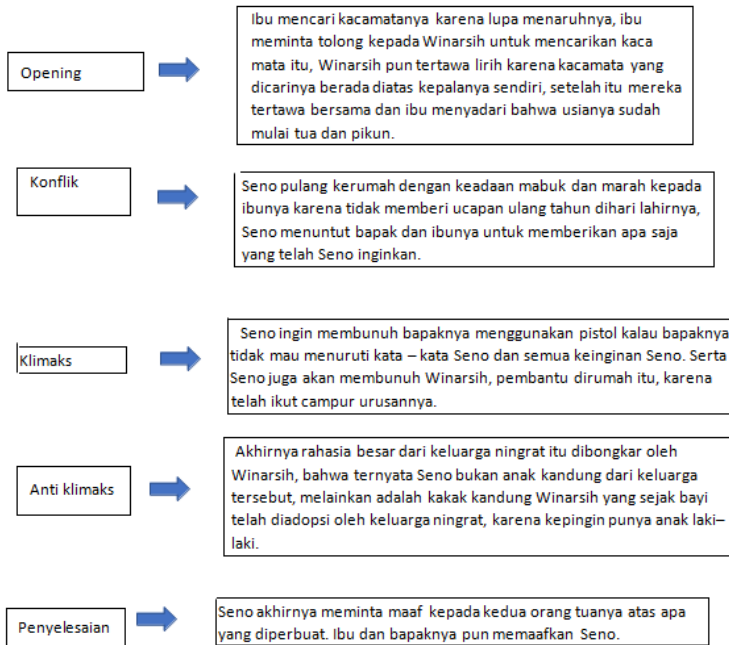 Opening
Ibu mencari kacamatanya karena lupa menaruhnya, ibu
meminta tolong kepada Winarsih untuk mencarikan kaca
mata itu, Winarsih pun tertawa lirih karena kacamata yang
dicarinya berada diatas kepalanya sendiri, setelah itu mereka
tertawa bersama dan ibu menyadari bahwa usianya sudah
mulai tua dan pikun.
Konflik
Seno pulang kerumah dengan keadaan mabuk dan marah kepada
ibunya karena tidak memberi ucapan ulang tahun dihari lahirnya,
Seno menuntut bapak dan ibunya untuk memberikan apa saja
yang telah Seno inginkan.
Klimaks
Seno ingin membunuh bapaknya menggunakan pistol kalau bapaknya
tidak mau menuruti kata – kata Seno dan semua keinginan Seno. Serta
Seno juga akan membunuh Winarsih, pembantu dirumah itu, karena
telah ikut campur urusannya.
Anti klimaks
Akhirnya rahasia besar dari keluarga ningrat itu dibongkar oleh
Winarsih, bahwa ternyata Seno bukan anak kandung dari keluarga
tersebut, melainkan adalah kakak kandung Winarsih yang sejak bayi
telah diadopsi oleh keluarga ningrat, karena kepingin punya anak laki–
laki.
Penyelesaian
Seno akhirnya meminta maaf kepada kedua orang tuanya atas apa
yang diperbuat. Ibu dan bapaknya pun memaafkan Seno.